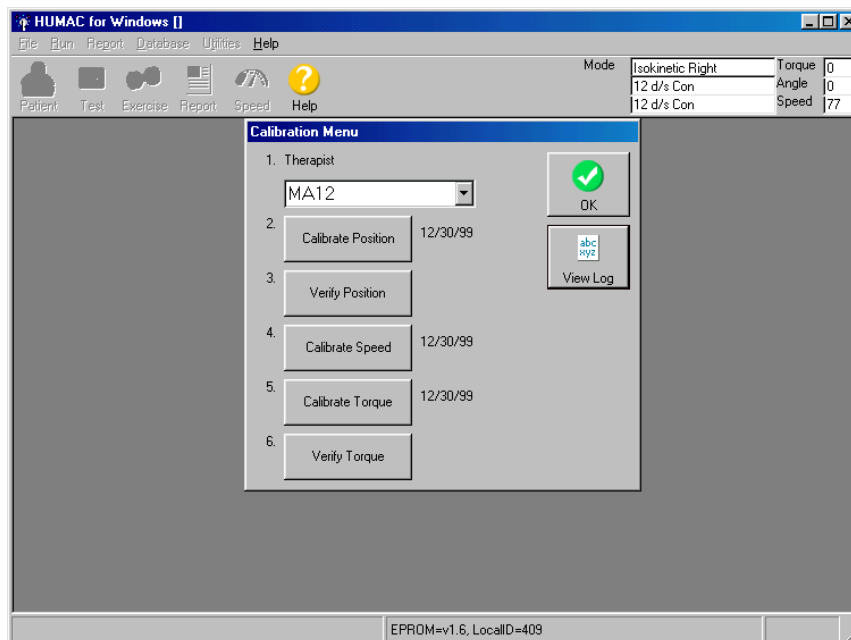 HUMAC for Windows []
File Run Report Database Utilities Help
Patient Test Exercise Report Speed Help
Mode Isokinetic Right Torque 0
12 d/s Con Angle 0
12 d/s Con Speed 77
Calibration Menu
1. Therapist
MA12
OK
2. Calibrate Position 12/30/99
abc
xyz
View Log
3. Verify Position
4. Calibrate Speed 12/30/99
5. Calibrate Torque 12/30/99
6. Verify Torque
EPROM=v1.6, LocalID=409